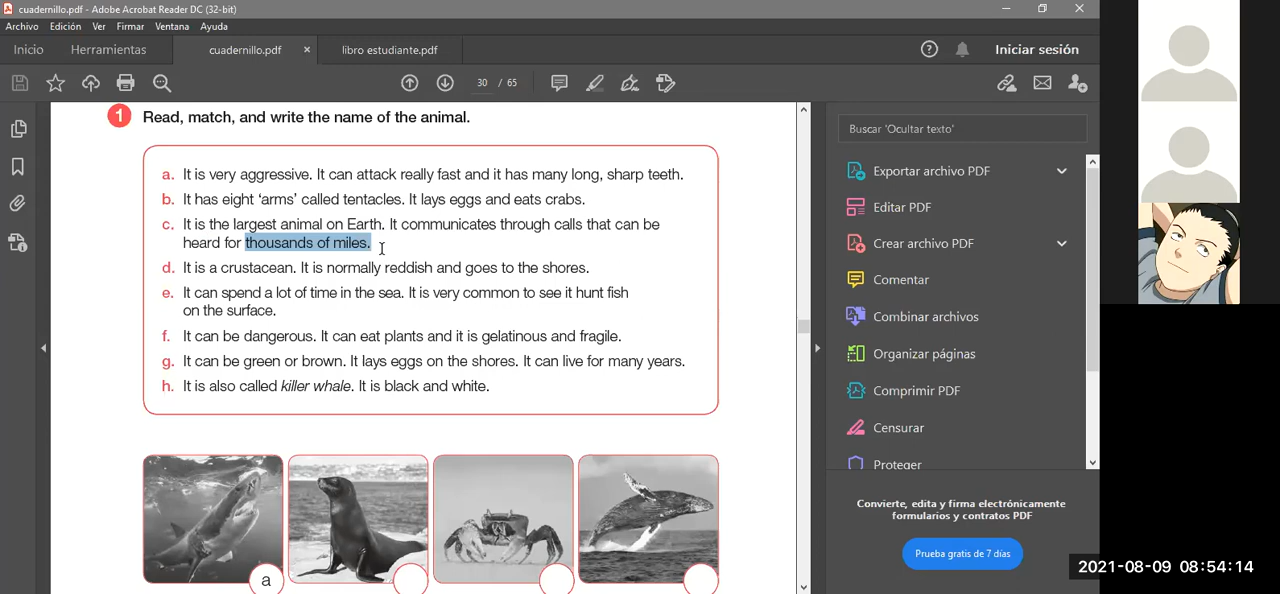 cuadernillo.pdf - Adobe Acrobat Reader DC (32-bit)
Archivo Edición Ver Firmar Ventana Ayuda
Inicio Herramientas cuadernillo.pdf × libro estudiante.pdf Iniciar sesión
30 / 65
1 Read, match, and write the name of the animal.
a. It is very aggressive. It can attack really fast and it has many long, sharp teeth.
b. It has eight ‘arms’ called tentacles. It lays eggs and eats crabs.
c. It is the largest animal on Earth. It communicates through calls that can be
heard for thousands of miles.
d. It is a crustacean. It is normally reddish and goes to the shores.
e. It can spend a lot of time in the sea. It is very common to see it hunt fish
on the surface.
f. It can be dangerous. It can eat plants and it is gelatinous and fragile.
g. It can be green or brown. It lays eggs on the shores. It can live for many years.
h. It is also called killer whale. It is black and white.
a
Buscar 'Ocultar texto'
Exportar archivo PDF
Editar PDF
Crear archivo PDF
Comentar
Combinar archivos
Organizar páginas
Comprimir PDF
Censurar
Proteger
Convierte, edita y firma electrónicamente
formularios y contratos PDF
Prueba gratis de 7 días
2021-08-09 08:54:14